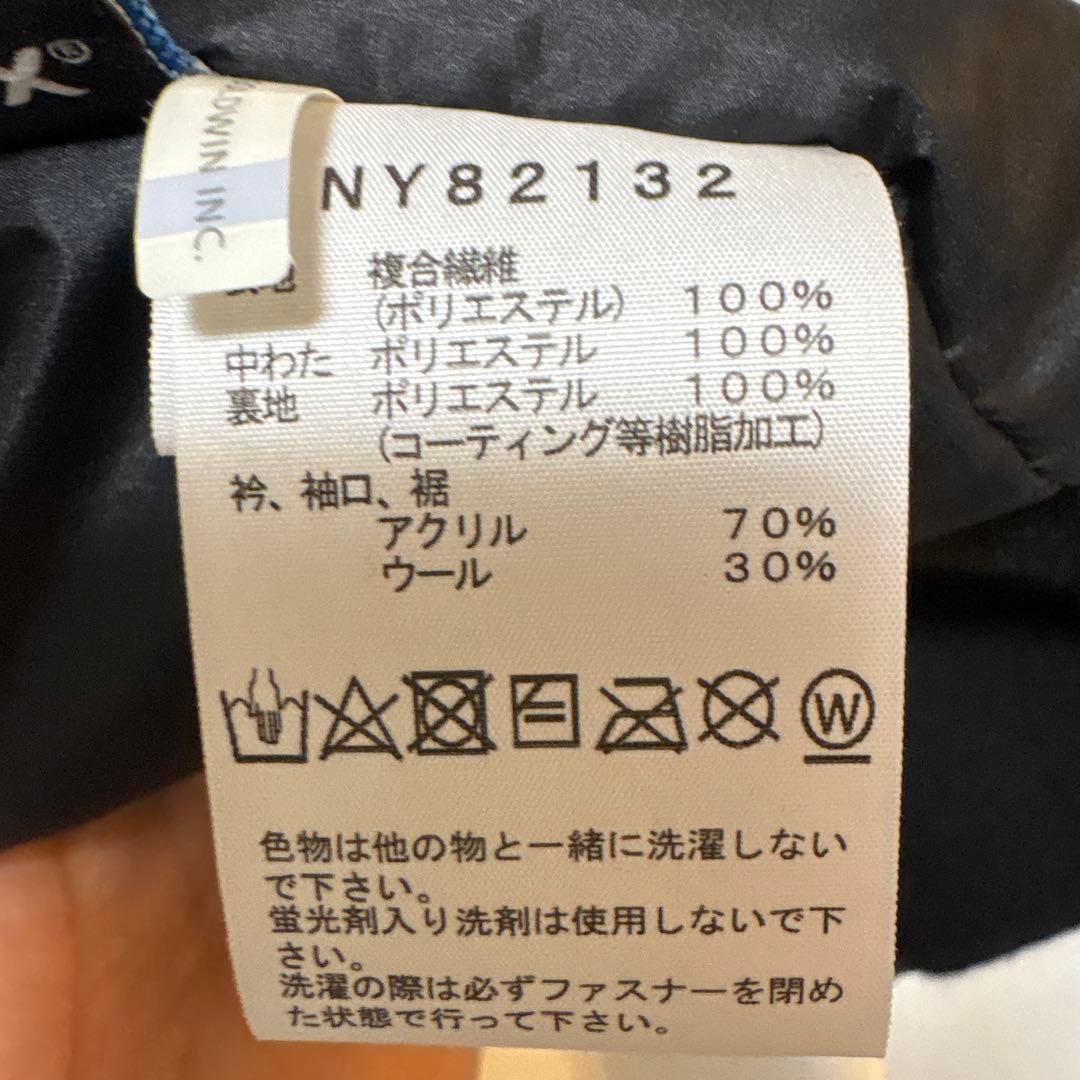 X®
DWIN INC.
NY82132
表地 複合繊維
(ポリエステル) 100%
中わた ポリエステル 100%
裏地 ポリエステル 100%
(コーティング等樹脂加工)
衿、袖口、裾
アクリル 70%
ウール 30%
W
色物は他の物と一緒に洗濯しない
で下さい。
蛍光剤入り洗剤は使用しないで下
さい。
洗濯の際は必ずファスナーを閉め
た状態で行って下さい。